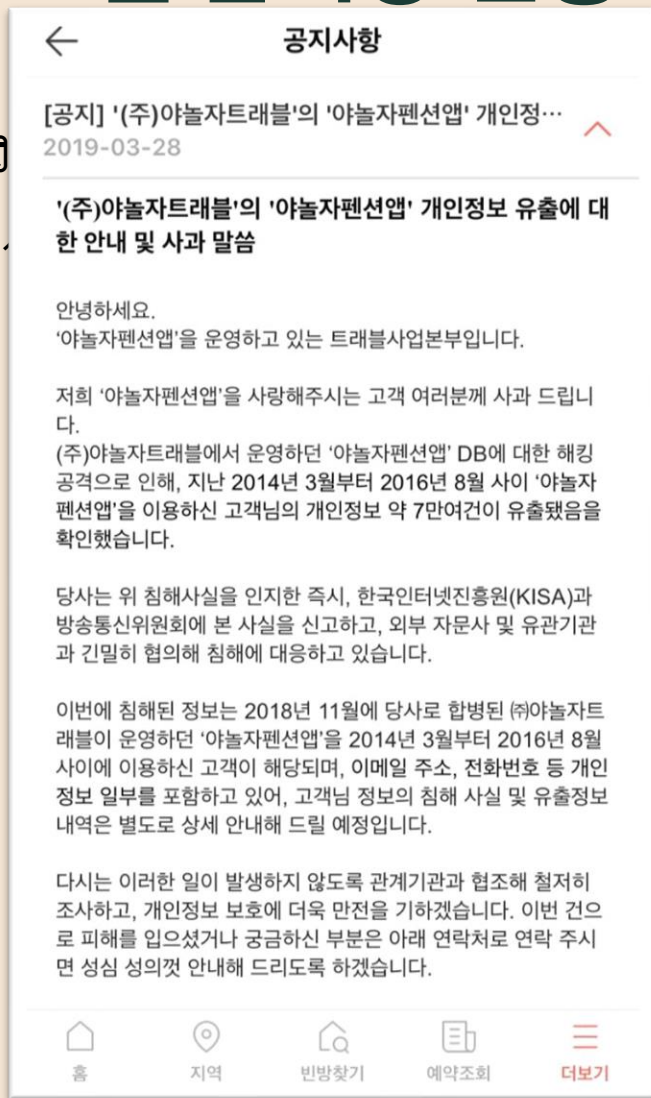 공지사항
[공지] '(주)야놀자트래블'의 '야놀자펜션앱' 개인정…
2019-03-28
'(주)야놀자트래블'의 '야놀자펜션앱' 개인정보 유출에 대
한 안내 및 사과 말씀
안녕하세요.
‘야놀자펜션앱’을 운영하고 있는 트래블사업본부입니다.
저희 ‘야놀자펜션앱’을 사랑해주시는 고객 여러분께 사과 드립니
다.
(주)야놀자트래블에서 운영하던 ‘야놀자펜션앱’ DB에 대한 해킹
공격으로 인해, 지난 2014년 3월부터 2016년 8월 사이 ‘야놀자
펜션앱’을 이용하신 고객님의 개인정보 약 7만여건이 유출됐음을
확인했습니다.
당사는 위 침해사실을 인지한 즉시, 한국인터넷진흥원(KISA)과
방송통신위원회에 본 사실을 신고하고, 외부 자문사 및 유관기관
과 긴밀히 협의해 침해에 대응하고 있습니다.
이번에 침해된 정보는 2018년 11월에 당사로 합병된 ㈜야놀자트
래블이 운영하던 ‘야놀자펜션앱’을 2014년 3월부터 2016년 8월
사이에 이용하신 고객이 해당되며, 이메일 주소, 전화번호 등 개인
정보 일부를 포함하고 있어, 고객님 정보의 침해 사실 및 유출정보
내역은 별도로 상세 안내해 드릴 예정입니다.
다시는 이러한 일이 발생하지 않도록 관계기관과 협조해 철저히
조사하고, 개인정보 보호에 더욱 만전을 기하겠습니다. 이번 건으
로 피해를 입으셨거나 궁금하신 부분은 아래 연락처로 연락 주시
면 성심 성의껏 안내해 드리도록 하겠습니다.
홈 지역 빈방찾기 예약조회 더보기